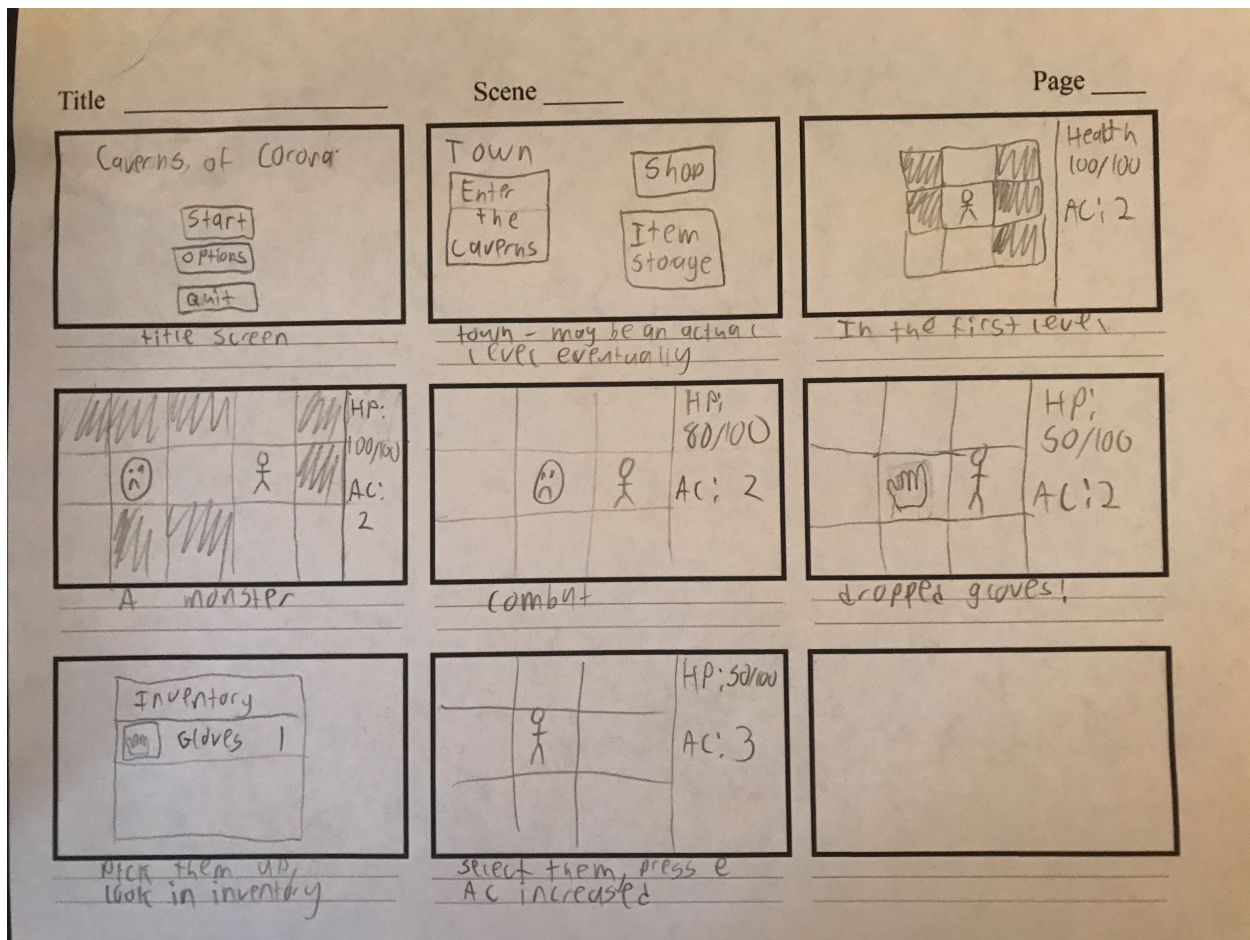 Title
Scene
Page
Caverns of Corona
Start
Options
Quit
title screen
Town
Enter
the
Caverns
Shop
Item
storage
town - may be an actual
level eventually
Health
100/100
AC: 2
In the first level
HP:
100/100
AC:
2
A monster
HP:
80/100
AC: 2
combat
HP:
50/100
AC: 2
dropped gloves!
Inventory
Gloves 1
Pick them up,
look in inventory
HP: 50/100
AC: 3
select them, press e
AC increased